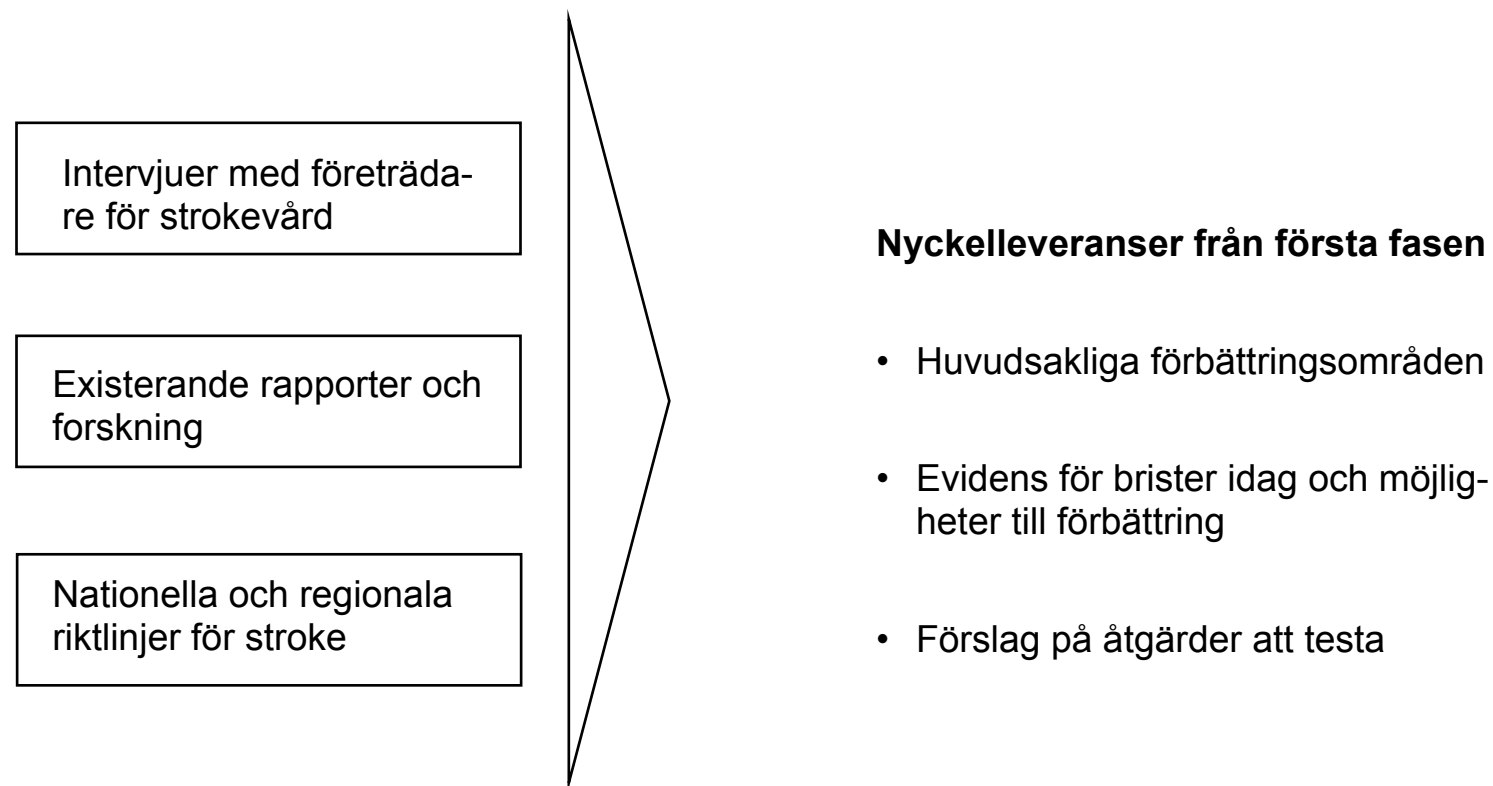 Intervjuer med företräda-
re för strokevård
Existerande rapporter och
forskning
Nationella och regionala
riktlinjer för stroke
Nyckelleveranser från första fasen
• Huvudsakliga förbättringsområden
• Evidens för brister idag och möjlig-
heter till förbättring
• Förslag på åtgärder att testa